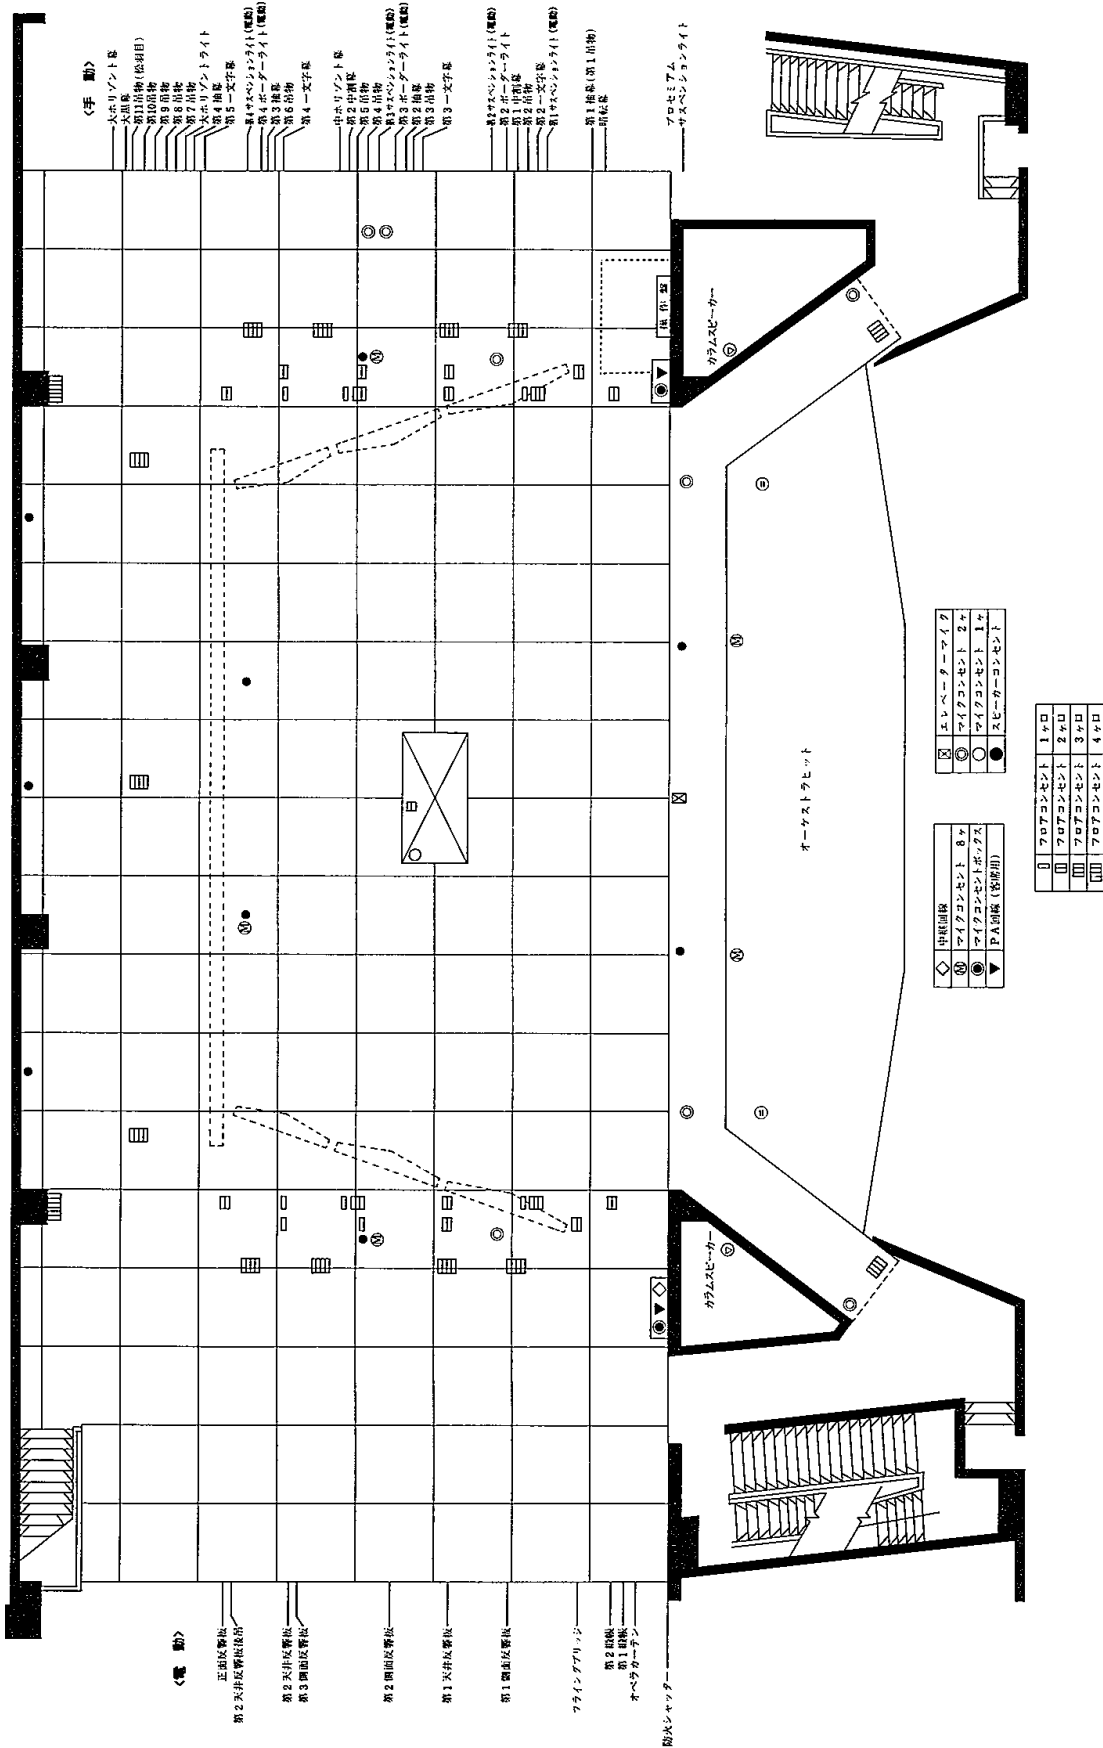 〈手 動〉
大ホリゾント幕
大黒幕
第11吊物(松羽目)
第10吊物
第9吊物
第8吊物
第7吊物
大ホリゾントライト
第4袖幕
第5一文字幕
第4サスペンションライト(電動)
第4ボーダーライト(電動)
第3袖幕
第6吊物
第4一文字幕
中ホリゾント幕
第2中割幕
第5吊物
第4吊物
第3サスペンションライト(電動)
第3ボーダーライト(電動)
第2袖幕
第3吊物
第3一文字幕
第2サスペンションライト(電動)
第2ボーダーライト
第1中割幕
第2吊物
第2一文字幕
第1サスペンションライト(電動)
第1袖幕(第1吊物)
暗転幕
プロセミアム
サスペンションライト
操作盤
カラムスピーカー
オーケストラピット
カラムスピーカー
エレベーターマイク
マイクコンセント 2ヶ
マイクコンセント 1ヶ
スピーカーコンセント
中継回線
マイクコンセント 8ヶ
マイクコンセントボックス
PA回線(客席用)
フロアコンセント 1ヶ口
フロアコンセント 2ヶ口
フロアコンセント 3ヶ口
フロアコンセント 4ヶ口
〈電 動〉
正面反響板
第2天井反響板後吊
第2天井反響板
第3側面反響板
第2側面反響板
第1天井反響板
第1側面反響板
フライングブリッジ
第2緞帳
第1緞帳
オペラカーテン
防火シャッター